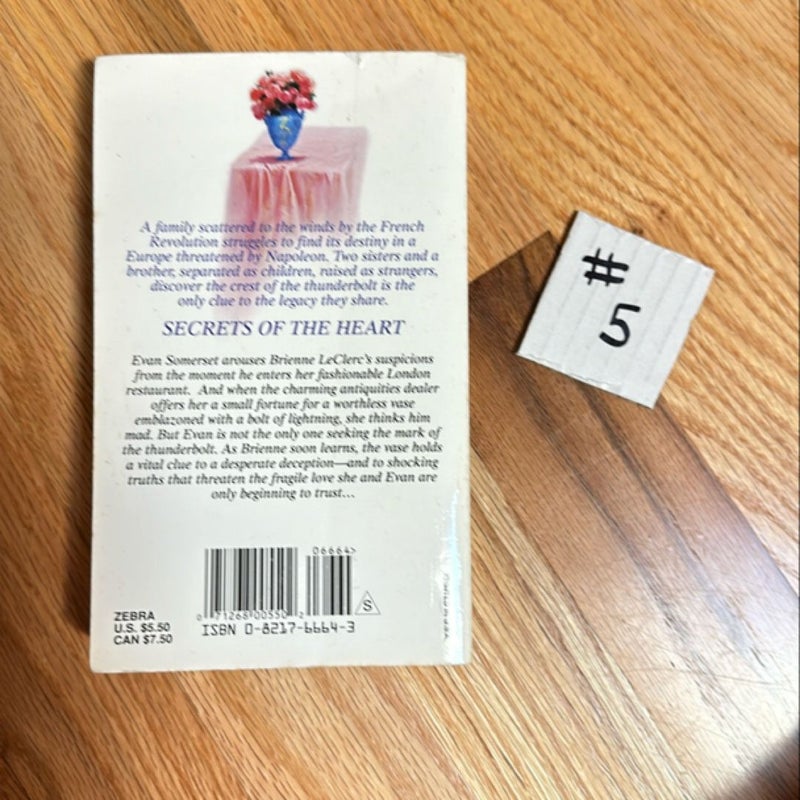 A family scattered to the winds by the French
Revolution struggles to find its destiny in a
Europe threatened by Napoleon. Two sisters and a
brother, separated as children, raised as strangers,
discover the crest of the thunderbolt is the
only clue to the legacy they share.
SECRETS OF THE HEART
Evan Somerset arouses Brienne LeClerc's suspicions
from the moment he enters her fashionable London
restaurant. And when the charming antiquities dealer
offers her a small fortune for a worthless vase
emblazoned with a bolt of lightning, she thinks him
mad. But Evan is not the only one seeking the mark of
the thunderbolt. As Brienne soon learns, the vase holds
a vital clue to a desperate deception—and to shocking
truths that threaten the fragile love she and Evan are
only beginning to trust...
06664>
S
0 71268 00550 2
ZEBRA
U.S. $5.50
CAN $7.50
ISBN 0-8217-6664-3
#
5